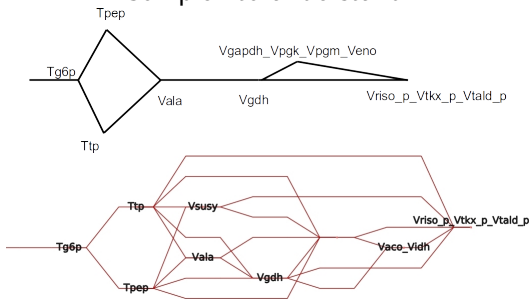 Tpep
Vgapdh_Vpgk_Vpgm_Veno
Tg6p
Vala
Vgdh
Vriso_p_Vtkx_p_Vtald_p
Ttp
Ttp
Vsusy
Vriso_p_Vtkx_p_Vtald_p
Tg6p
Vaco_Vidh
Vala
Vgdh
Tpep